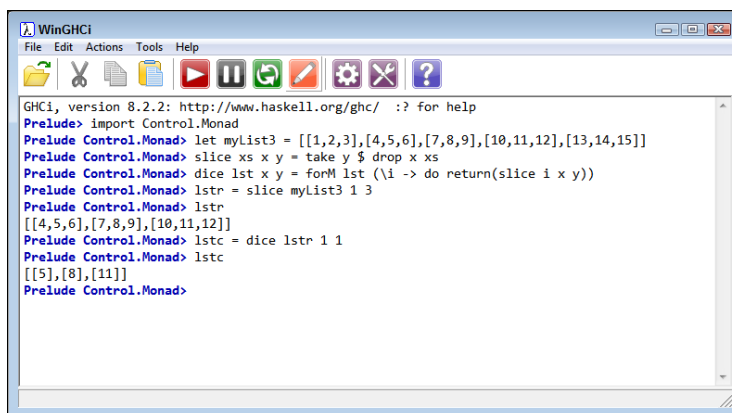 WinGHCi
File Edit Actions Tools Help
GHCi, version 8.2.2: http://www.haskell.org/ghc/  :? for help
Prelude> import Control.Monad
Prelude Control.Monad> let myList3 = [[1,2,3],[4,5,6],[7,8,9],[10,11,12],[13,14,15]]
Prelude Control.Monad> slice xs x y = take y $ drop x xs
Prelude Control.Monad> dice lst x y = forM lst (\i -> do return(slice i x y))
Prelude Control.Monad> lstr = slice myList3 1 3
Prelude Control.Monad> lstr
[[4,5,6],[7,8,9],[10,11,12]]
Prelude Control.Monad> lstc = dice lstr 1 1
Prelude Control.Monad> lstc
[[5],[8],[11]]
Prelude Control.Monad>